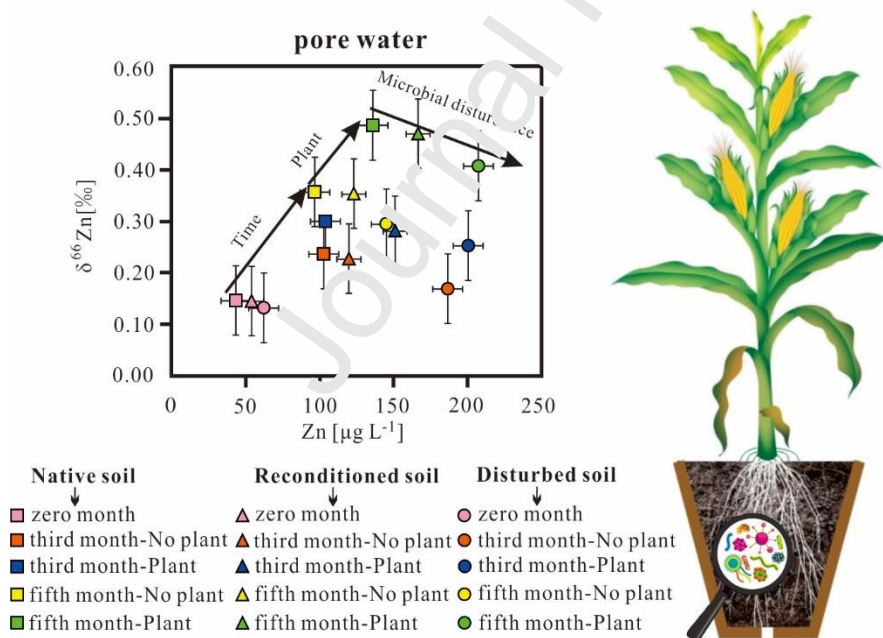 pore water
Journal
0.60
0.50
0.40
0.30
0.20
0.10
0.00
δ⁶⁶Zn[‰]
Time
Plant
Microbial disturbance
0
50
100
150
200
250
Zn [µg L⁻¹]
Native soil
zero month
third month-No plant
third month-Plant
fifth month-No plant
fifth month-Plant
Reconditioned soil
zero month
third month-No plant
third month-Plant
fifth month-No plant
fifth month-Plant
Disturbed soil
zero month
third month-No plant
third month-Plant
fifth month-No plant
fifth month-Plant